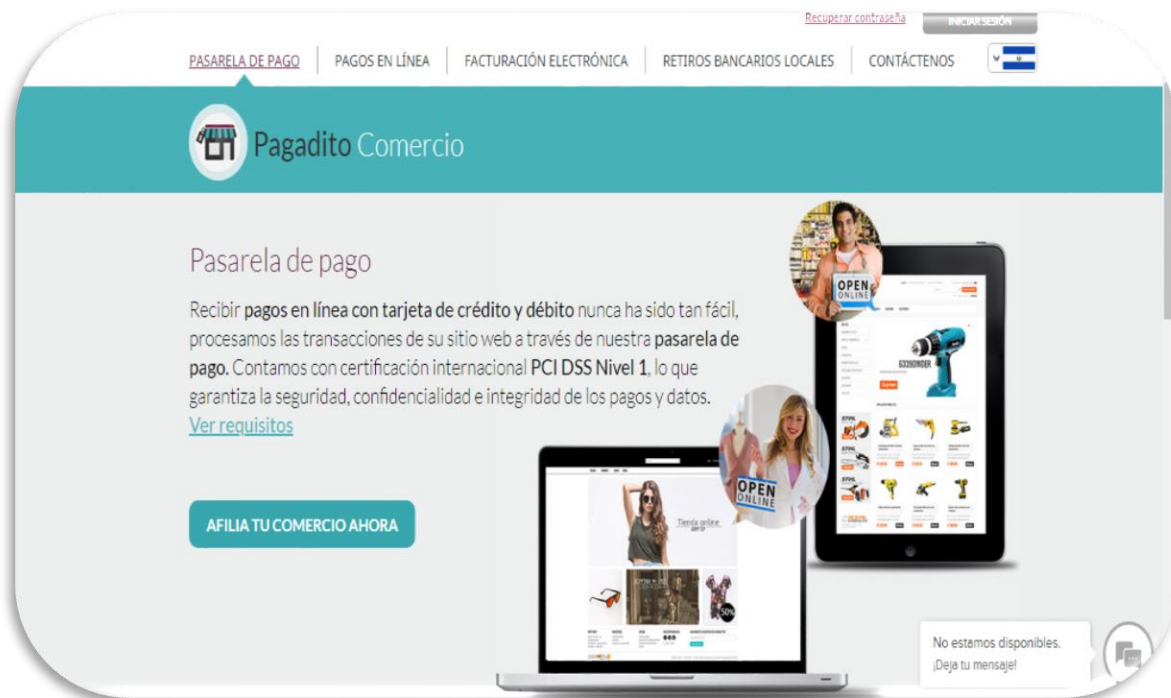 Recuperar contraseña
INICIAR SESIÓN
PASARELA DE PAGO
PAGOS EN LÍNEA
FACTURACIÓN ELECTRÓNICA
RETIROS BANCARIOS LOCALES
CONTÁCTENOS
Pagadito Comercio
Pasarela de pago
Recibir pagos en línea con tarjeta de crédito y débito nunca ha sido tan fácil,
procesamos las transacciones de su sitio web a través de nuestra pasarela de
pago. Contamos con certificación internacional PCI DSS Nivel 1, lo que
garantiza la seguridad, confidencialidad e integridad de los pagos y datos.
Ver requisitos
AFILIA TU COMERCIO AHORA
OPEN
ONLINE
OPEN
ONLINE
Tienda online
50%
No estamos disponibles.
¡Deja tu mensaje!